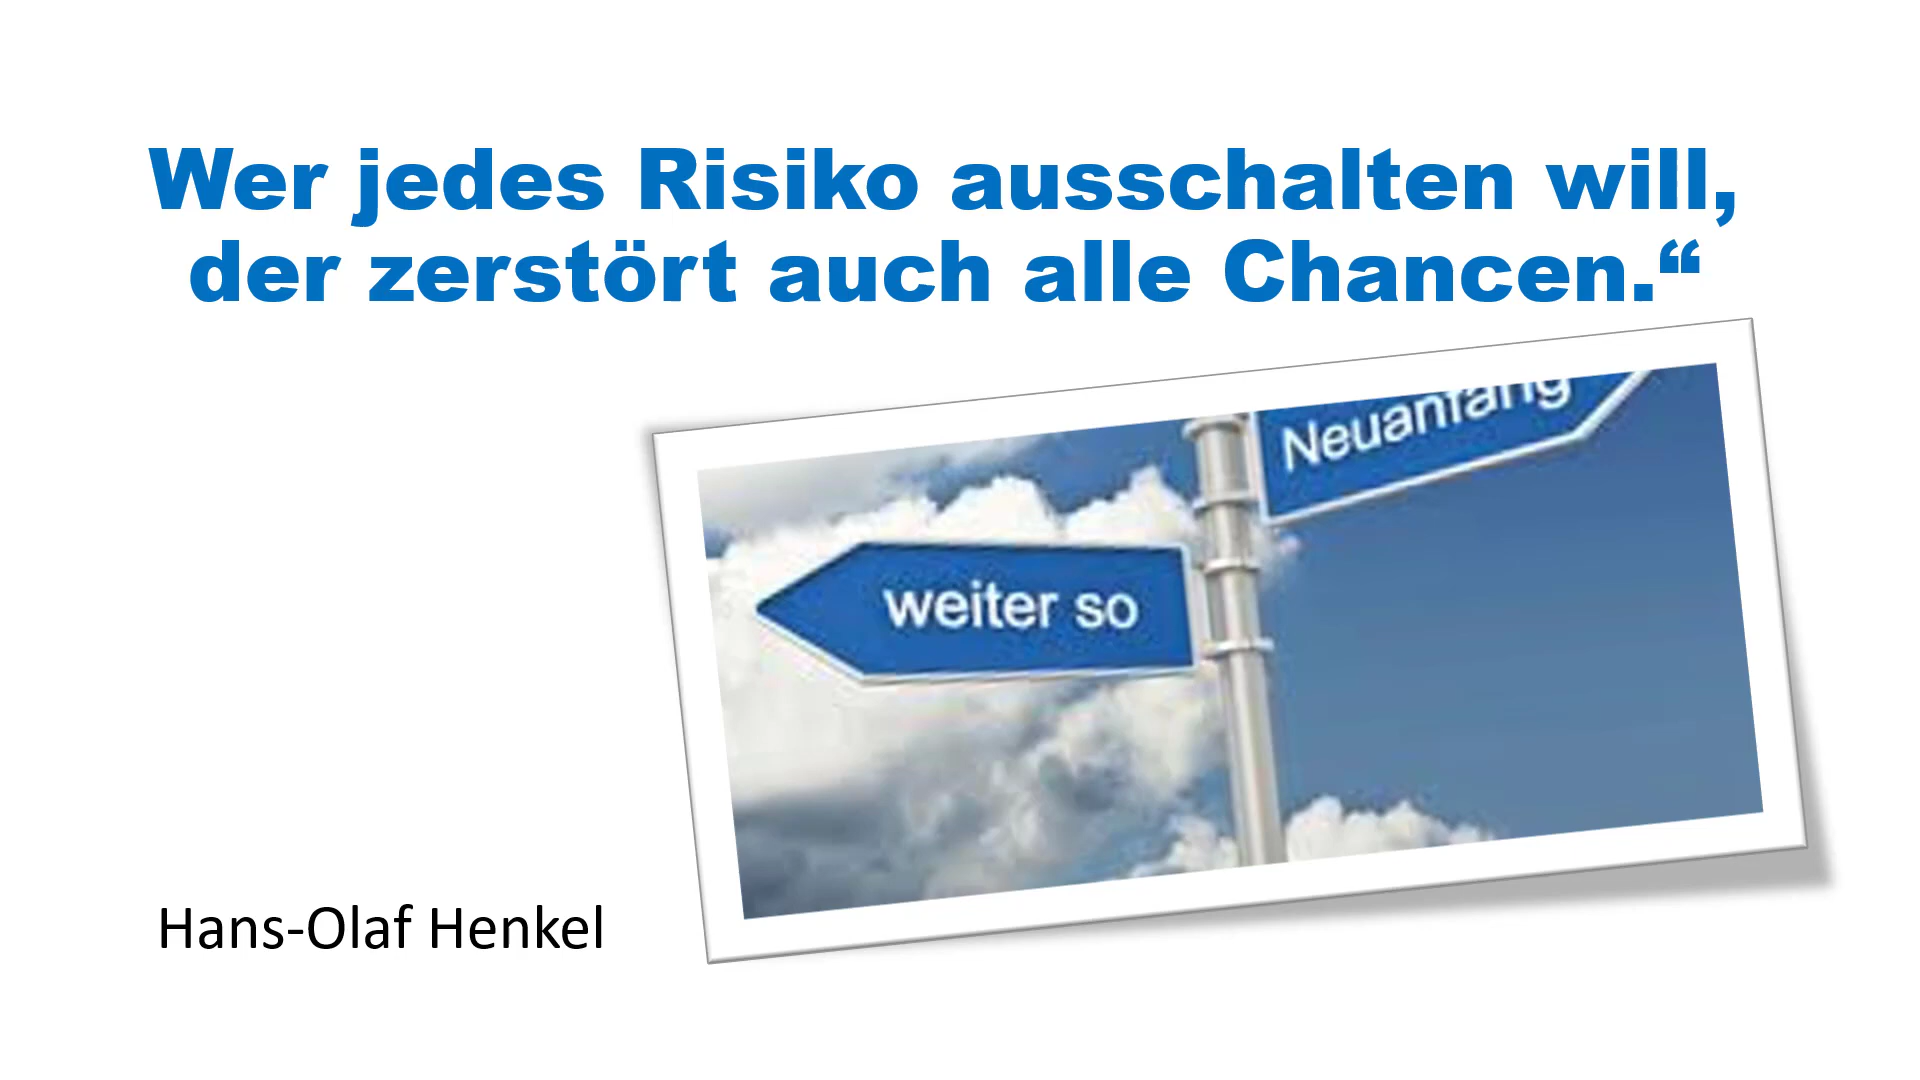 Wer jedes Risiko ausschalten will,
der zerstört auch alle Chancen.“
Neuanfang
weiter so
Hans-Olaf Henkel